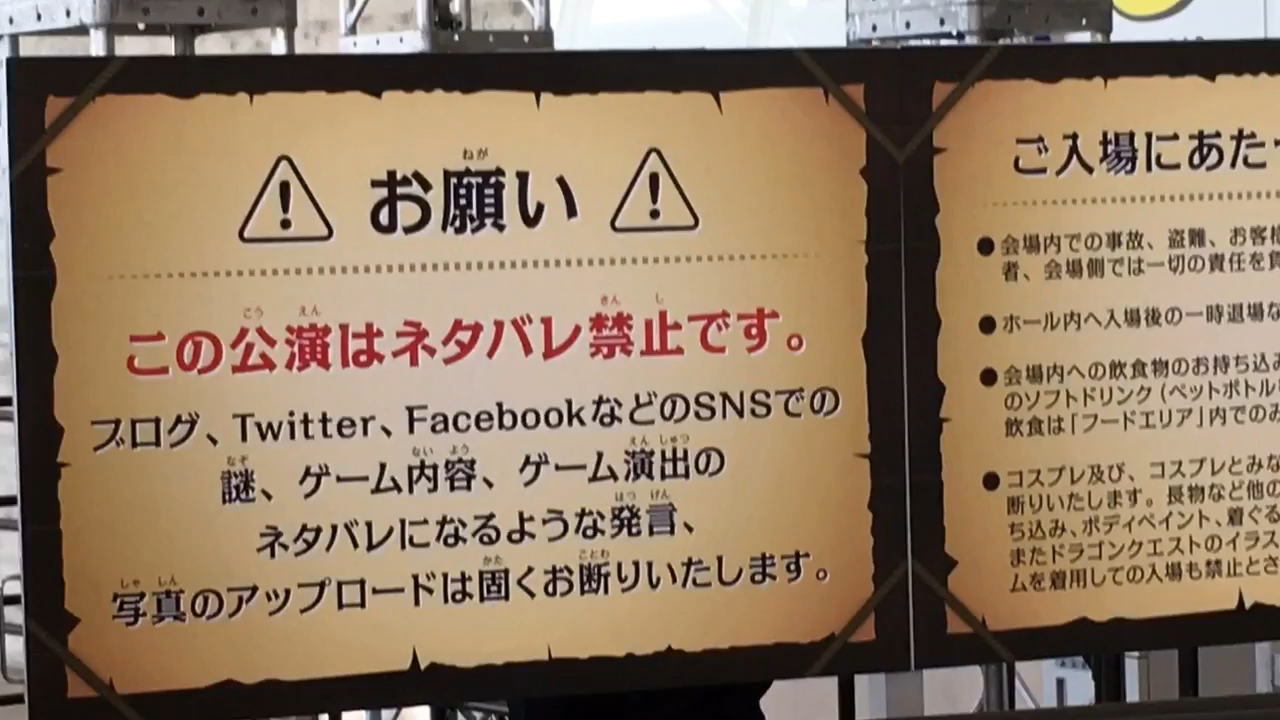 お願い
この公演はネタバレ禁止です。
ブログ、Twitter、FacebookなどのSNSでの
謎、ゲーム内容、ゲーム演出の
ネタバレになるような発言、
写真のアップロードは固くお断りいたします。
ご入場にあたっ
●会場内での事故、盗難、お客様
者、会場側では一切の責任を負
●ホール内へ入場後の一時退場な
●会場内への飲食物のお持ち込み
のソフトドリンク(ペットボトル
飲食は「フードエリア」内でのみ
●コスプレ及び、コスプレとみな
断りいたします。長物など他の
ち込み、ボディペイント、着ぐる
またドラゴンクエストのイラス
ムを着用しての入場も禁止とさ